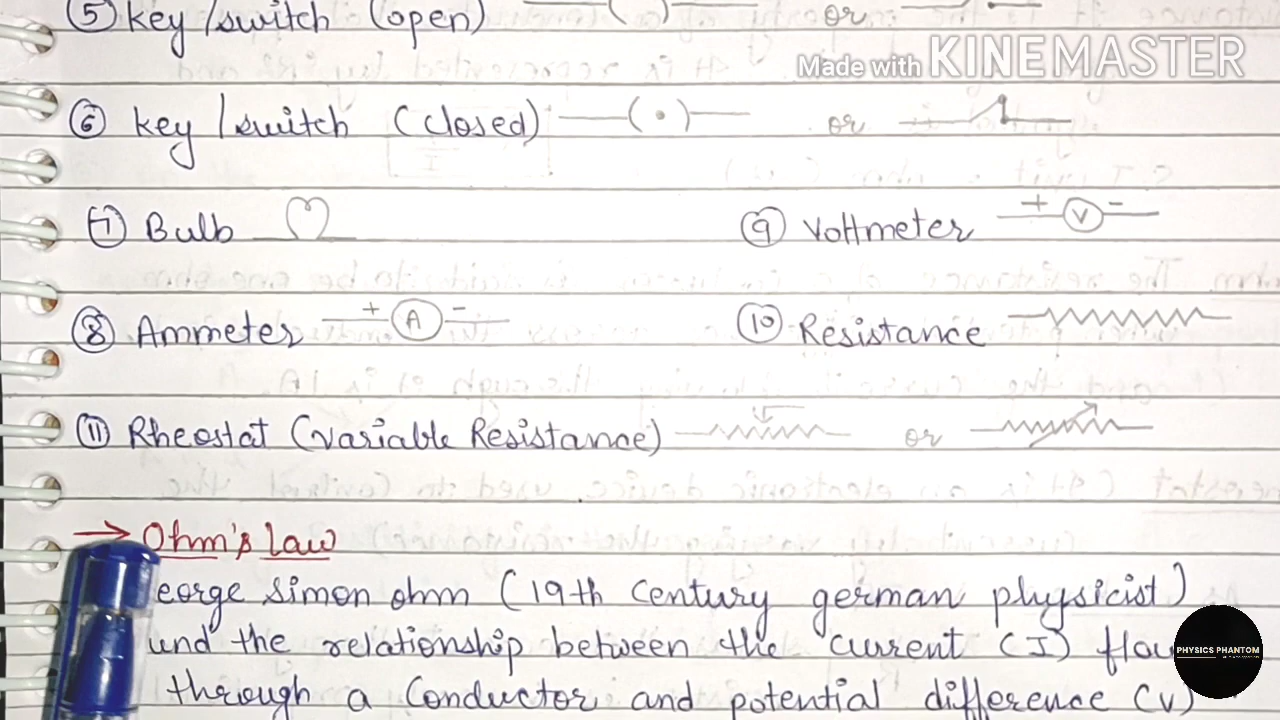 ⑤ key/switch (open) or
Made with KINEMASTER
⑥ key/switch (closed) or
⑦ Bulb
⑨ Voltmeter + V -
⑧ Ammeter + A -
⑩ Resistance
⑪ Rheostat (variable Resistance) or
→ Ohm's law
eorge simon ohm (19th Century german physicist)
und the relationship between the current (I) flow
through a Conductor and potential difference (V)
PHYSICS PHANTOM